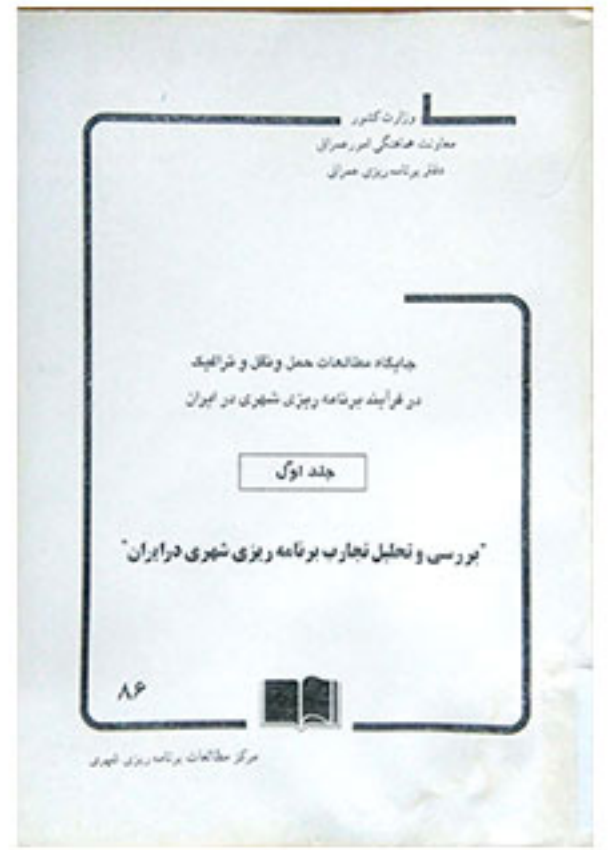 وزارت کشور
معاونت هماهنگی امور عمرانی
دفتر برنامه ریزی عمرانی
جایگاه مطالعات حمل و نقل و ترافیک
در فرآیند برنامه ریزی شهری در ایران
جلد اول
"بررسی و تحلیل تجارب برنامه ریزی شهری در ایران"
۸۶
مرکز مطالعات برنامه ریزی شهری